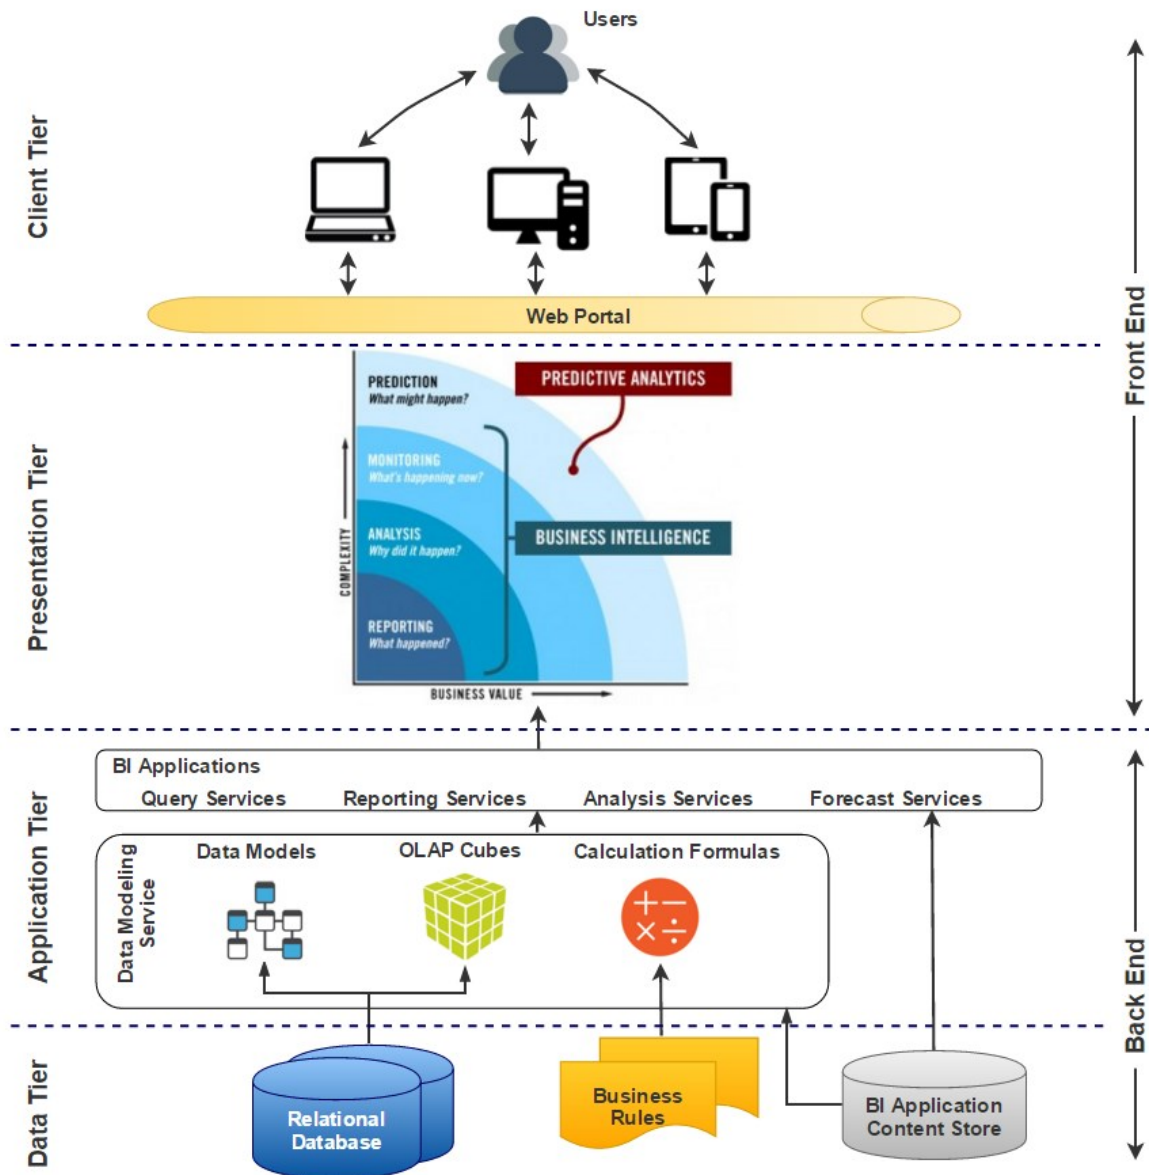 Users
Client Tier
Web Portal
Front End
Presentation Tier
PREDICTION
What might happen?
PREDICTIVE ANALYTICS
MONITORING
What's happening now?
ANALYSIS
Why did it happen?
BUSINESS INTELLIGENCE
REPORTING
What happened?
COMPLEXITY
BUSINESS VALUE
Application Tier
BI Applications
Query Services
Reporting Services
Analysis Services
Forecast Services
Data Modeling
Service
Data Models
OLAP Cubes
Calculation Formulas
Back End
Data Tier
Relational
Database
Business
Rules
BI Application
Content Store